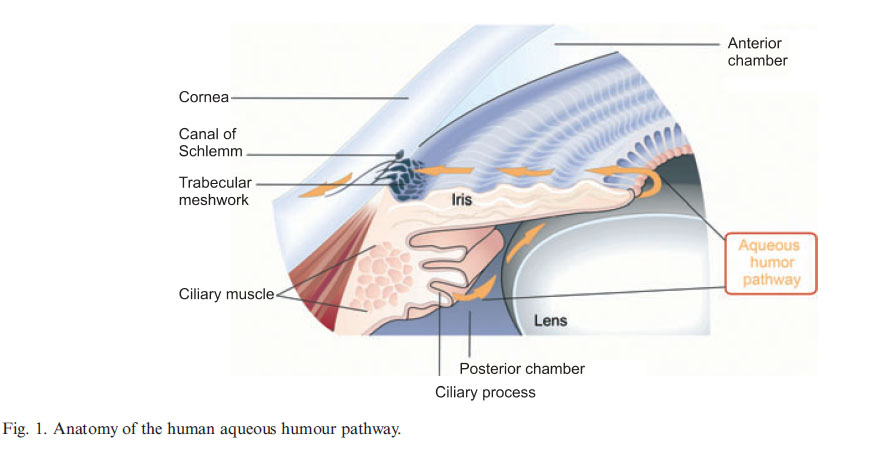 Anterior
chamber
Cornea
Canal of
Schlemm
Trabecular
meshwork
Iris
Aqueous
humor
pathway
Ciliary muscle
Lens
Posterior chamber
Ciliary process
Fig. 1. Anatomy of the human aqueous humour pathway.